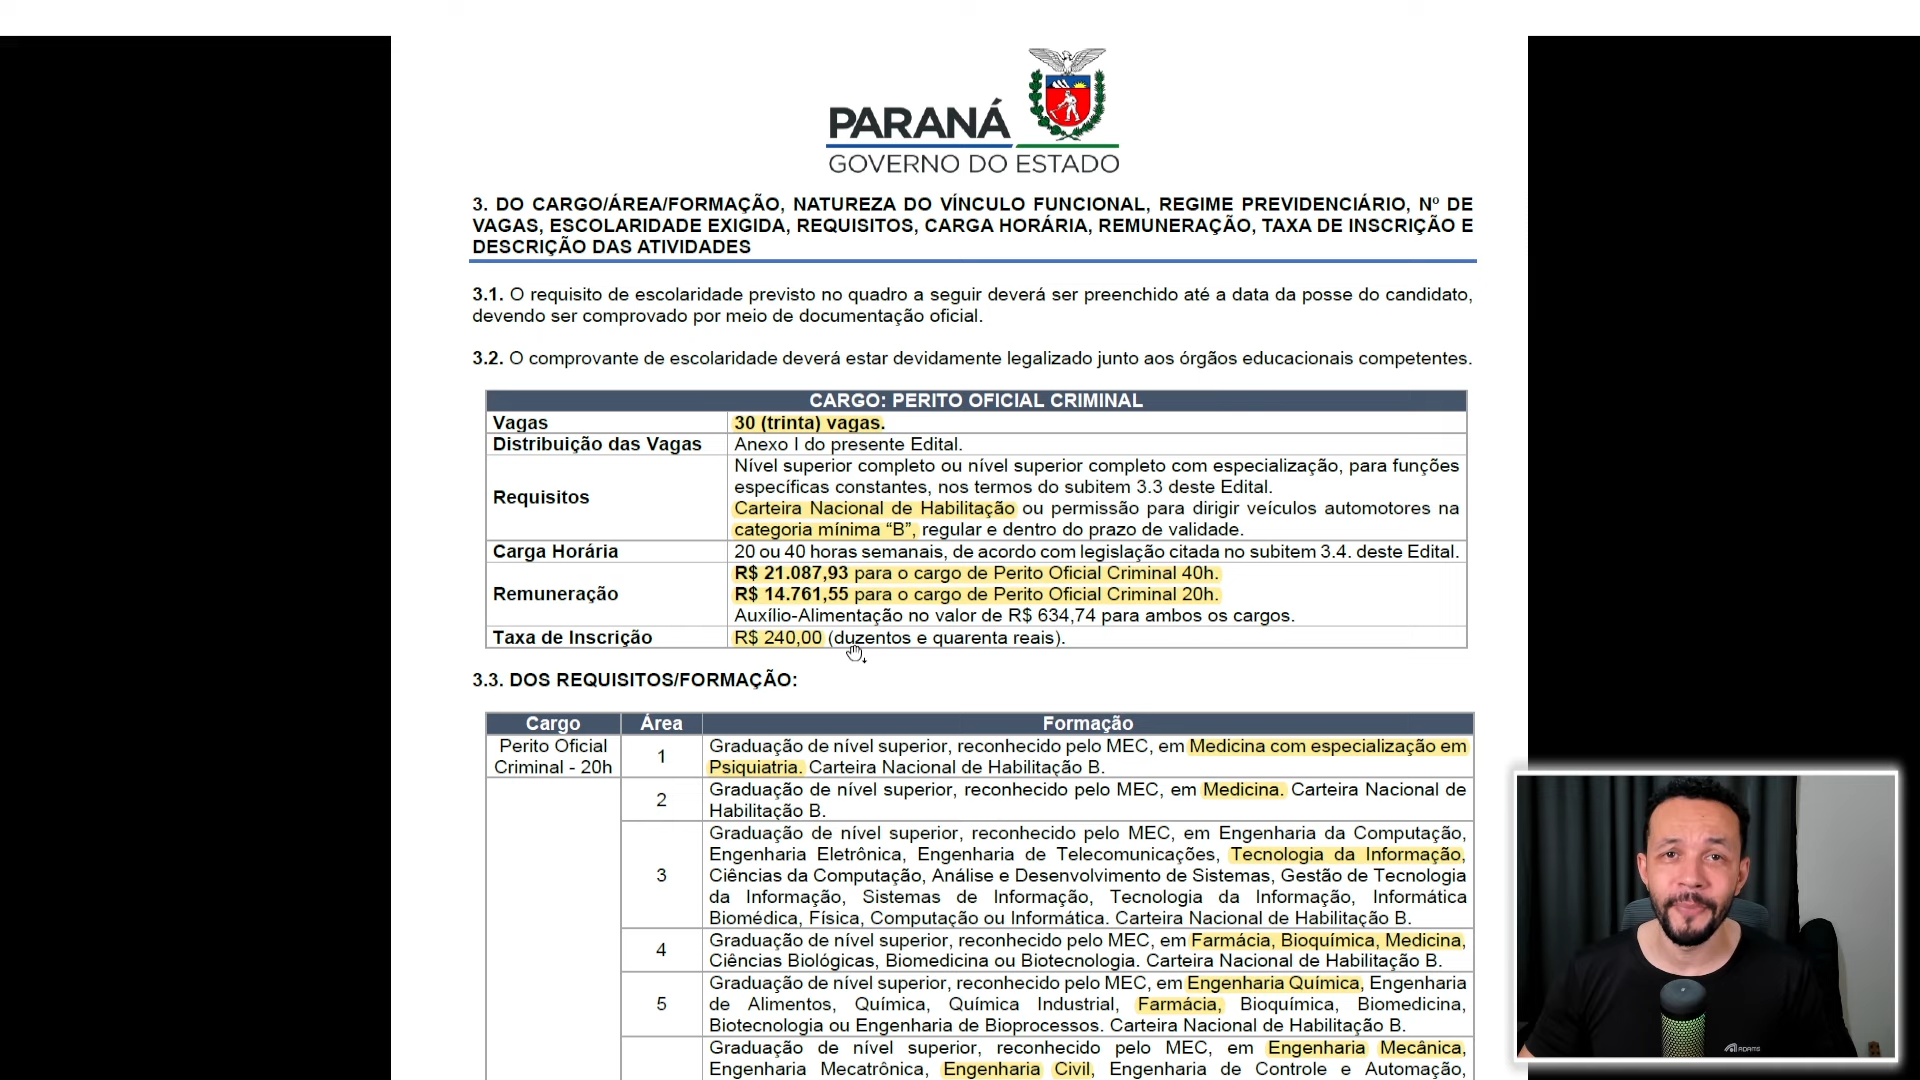 PARANÁ
GOVERNO DO ESTADO
3. DO CARGO/ÁREA/FORMAÇÃO, NATUREZA DO VÍNCULO FUNCIONAL, REGIME PREVIDENCIÁRIO, Nº DE
VAGAS, ESCOLARIDADE EXIGIDA, REQUISITOS, CARGA HORÁRIA, REMUNERAÇÃO, TAXA DE INSCRIÇÃO E
DESCRIÇÃO DAS ATIVIDADES
3.1. O requisito de escolaridade previsto no quadro a seguir deverá ser preenchido até a data da posse do candidato,
devendo ser comprovado por meio de documentação oficial.
3.2. O comprovante de escolaridade deverá estar devidamente legalizado junto aos órgãos educacionais competentes.
CARGO: PERITO OFICIAL CRIMINAL
Vagas
30 (trinta) vagas.
Distribuição das Vagas
Anexo I do presente Edital.
Requisitos
Nível superior completo ou nível superior completo com especialização, para funções
específicas constantes, nos termos do subitem 3.3 deste Edital.
Carteira Nacional de Habilitação ou permissão para dirigir veículos automotores na
categoria mínima “B”, regular e dentro do prazo de validade.
Carga Horária
20 ou 40 horas semanais, de acordo com legislação citada no subitem 3.4. deste Edital.
Remuneração
R$ 21.087,93 para o cargo de Perito Oficial Criminal 40h.
R$ 14.761,55 para o cargo de Perito Oficial Criminal 20h.
Auxílio-Alimentação no valor de R$ 634,74 para ambos os cargos.
Taxa de Inscrição
R$ 240,00 (duzentos e quarenta reais).
3.3. DOS REQUISITOS/FORMAÇÃO:
Cargo Área Formação
Perito Oficial
Criminal - 20h
1
Graduação de nível superior, reconhecido pelo MEC, em Medicina com especialização em
Psiquiatria. Carteira Nacional de Habilitação B.
2
Graduação de nível superior, reconhecido pelo MEC, em Medicina. Carteira Nacional de
Habilitação B.
3
Graduação de nível superior, reconhecido pelo MEC, em Engenharia da Computação,
Engenharia Eletrônica, Engenharia de Telecomunicações, Tecnologia da Informação,
Ciências da Computação, Análise e Desenvolvimento de Sistemas, Gestão de Tecnologia
da Informação, Sistemas de Informação, Tecnologia da Informação, Informática
Biomédica, Física, Computação ou Informática. Carteira Nacional de Habilitação B.
4
Graduação de nível superior, reconhecido pelo MEC, em Farmácia, Bioquímica, Medicina,
Ciências Biológicas, Biomedicina ou Biotecnologia. Carteira Nacional de Habilitação B.
5
Graduação de nível superior, reconhecido pelo MEC, em Engenharia Química, Engenharia
de Alimentos, Química, Química Industrial, Farmácia, Bioquímica, Biomedicina,
Biotecnologia ou Engenharia de Bioprocessos. Carteira Nacional de Habilitação B.
Graduação de nível superior, reconhecido pelo MEC, em Engenharia Mecânica,
Engenharia Mecatrônica, Engenharia Civil, Engenharia de Controle e Automação,
ADAMS